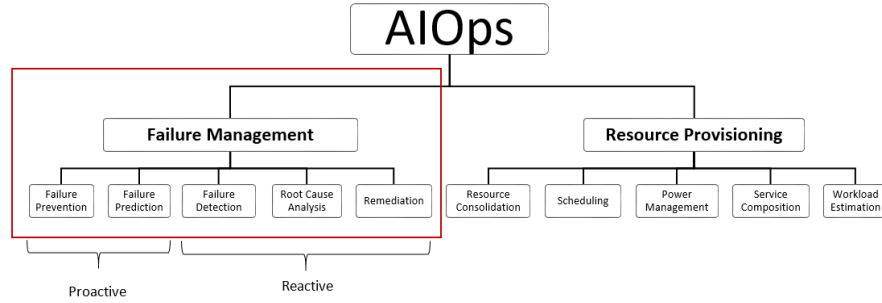 AIOps
Failure Management
Resource Provisioning
Failure
Prevention
Failure
Prediction
Failure
Detection
Root Cause
Analysis
Remediation
Resource
Consolidation
Scheduling
Power
Management
Service
Composition
Workload
Estimation
Proactive
Reactive